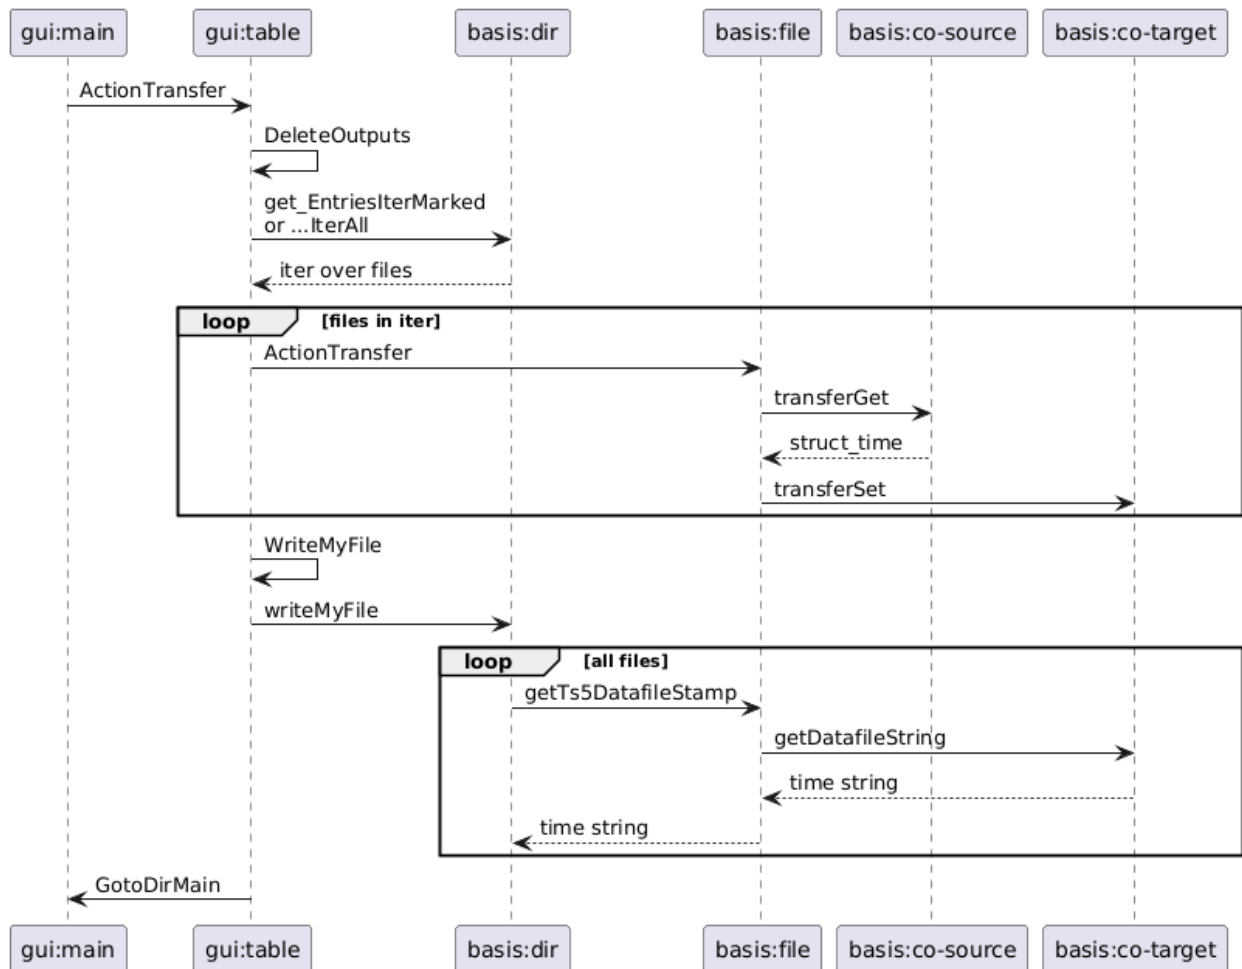 gui:main gui:table basis:dir basis:file basis:co-source basis:co-target
ActionTransfer
DeleteOutputs
get_EntriesIterMarked
or ...IterAll
iter over files
loop [files in iter]
ActionTransfer
transferGet
struct_time
transferSet
WriteMyFile
writeMyFile
loop [all files]
getTs5DatafileStamp
getDatafileString
time string
time string
GotoDirMain
gui:main gui:table basis:dir basis:file basis:co-source basis:co-target